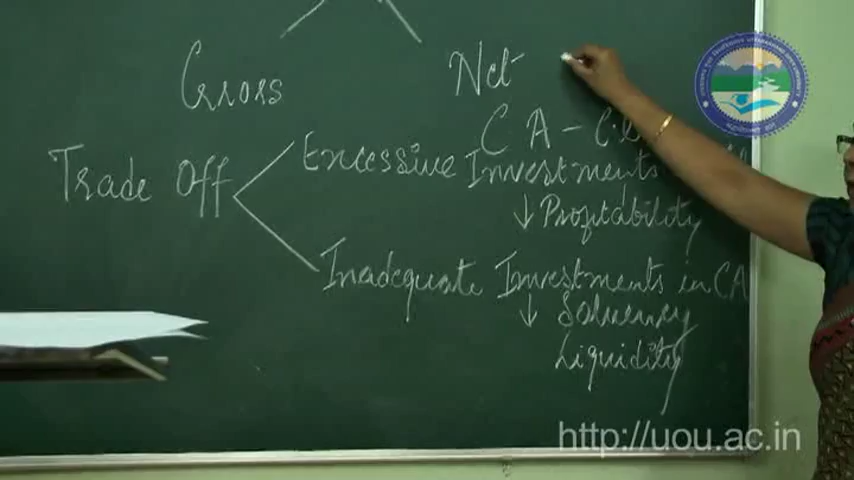 Gross Net
C A - C.L
Trade Off Excessive Investments
↓ Profitability
Inadequate Investments in CA
↓ Solvency
Liquidity
http://uou.ac.in